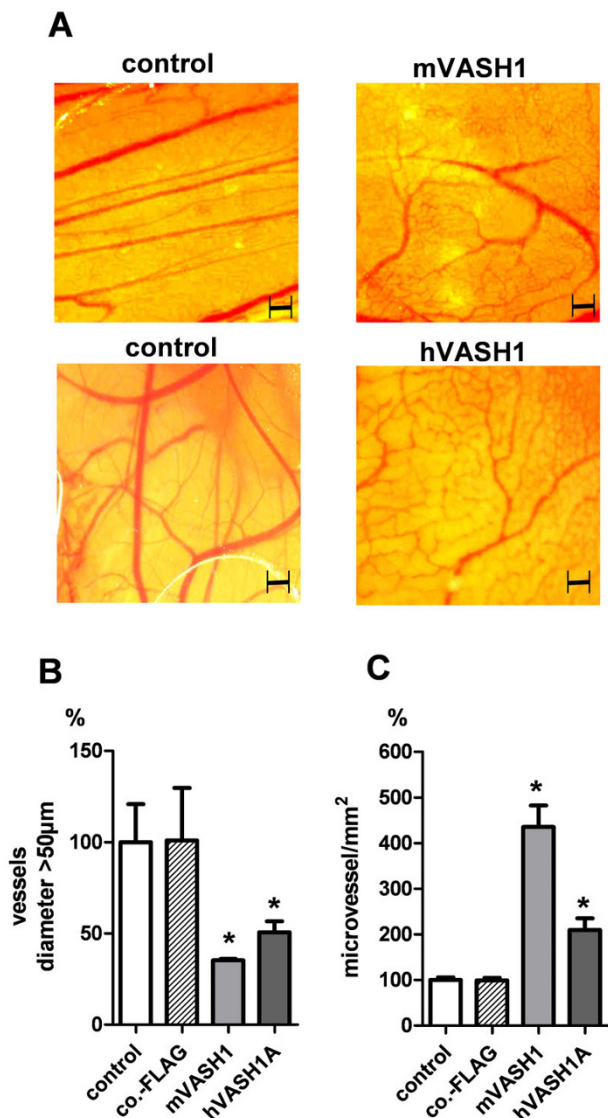 A
control
mVASH1
control
hVASH1
B
C
%
%
vessels
diameter >50µm
150
100
50
0
*
*
control
co.-FLAG
mVASH1
hVASH1A
microvessel/mm²
600
500
400
300
200
100
0
*
*
control
co.-FLAG
mVASH1
hVASH1A